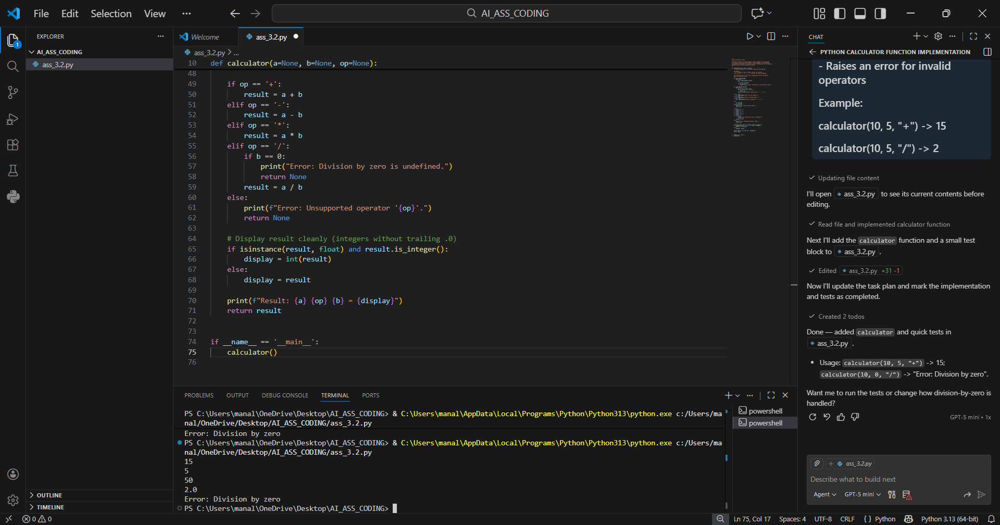 File Edit Selection View ···
AI_ASS_CODING
EXPLORER
AI_ASS_CODING
ass_3.2.py
1
Welcome
ass_3.2.py
ass_3.2.py > ...
10 def calculator(a=None, b=None, op=None):
48
49 if op == '+':
50 result = a + b
51 elif op == '-':
52 result = a - b
53 elif op == '*':
54 result = a * b
55 elif op == '/':
56 if b == 0:
57 print("Error: Division by zero is undefined.")
58 return None
59 result = a / b
60 else:
61 print(f"Error: Unsupported operator '{op}'.")
62 return None
63
64 # Display result cleanly (integers without trailing .0)
65 if isinstance(result, float) and result.is_integer():
66 display = int(result)
67 else:
68 display = result
69
70 print(f"Result: {a} {op} {b} = {display}")
71 return result
72
73
74 if __name__ == '__main__':
75 calculator()
76
PROBLEMS OUTPUT DEBUG CONSOLE TERMINAL PORTS
PS C:\Users\manal\OneDrive\Desktop\AI_ASS_CODING> & C:\Users\manal\AppData\Local\Programs\Python\Python313\python.exe c:/Users/ma
nal/OneDrive/Desktop/AI_ASS_CODING/ass_3.2.py
Error: Division by zero
PS C:\Users\manal\OneDrive\Desktop\AI_ASS_CODING> & C:\Users\manal\AppData\Local\Programs\Python\Python313\python.exe c:/Users/ma
nal/OneDrive/Desktop/AI_ASS_CODING/ass_3.2.py
15
5
50
2.0
Error: Division by zero
PS C:\Users\manal\OneDrive\Desktop\AI_ASS_CODING>
powershell
powershell
CHAT
PYTHON CALCULATOR FUNCTION IMPLEMENTATION
- Raises an error for invalid
operators
Example:
calculator(10, 5, "+") -> 15
calculator(10, 5, "/") -> 2
Updating file content
I'll open ass_3.2.py to see its current contents before
editing.
Read file and implemented calculator function
Next I'll add the calculator function and a small test
block to ass_3.2.py .
Edited ass_3.2.py +31 -1
Now I'll update the task plan and mark the implementation
and tests as completed.
Created 2 todos
Done — added calculator and quick tests in
ass_3.2.py .
• Usage: calculator(10, 5, "+") -> 15;
calculator(10, 0, "/") -> "Error: Division by zero".
Want me to run the tests or change how division-by-zero is
handled?
GPT-5 mini • 1x
+ ass_3.2.py
Describe what to build next
Agent GPT-5 mini
OUTLINE
TIMELINE
0 0
Ln 75, Col 17 Spaces: 4 UTF-8 CRLF {} Python Python 3.13 (64-bit)